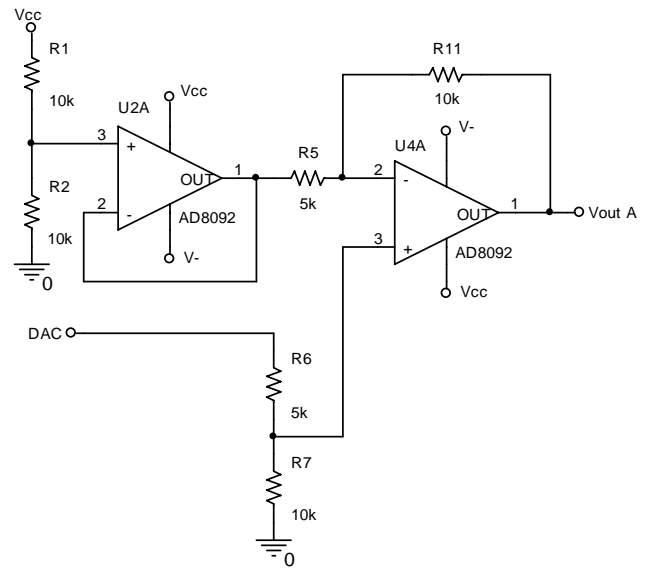 Vcc
R1
10k
R2
10k
0
U2A
Vcc
3
+
2
-
OUT
1
AD8092
V-
R5
5k
R11
10k
U4A
V-
2
-
3
+
OUT
1
AD8092
Vcc
Vout A
DAC
R6
5k
R7
10k
0